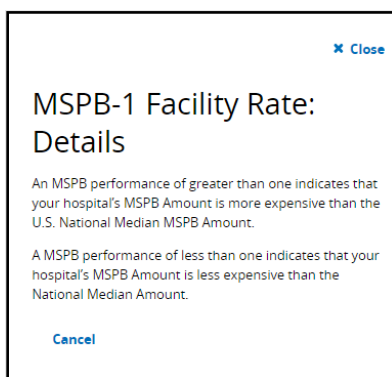 ✖ Close
MSPB-1 Facility Rate:
Details
An MSPB performance of greater than one indicates that
your hospital's MSPB Amount is more expensive than the
U.S. National Median MSPB Amount.
A MSPB performance of less than one indicates that your
hospital's MSPB Amount is less expensive than the
National Median Amount.
Cancel